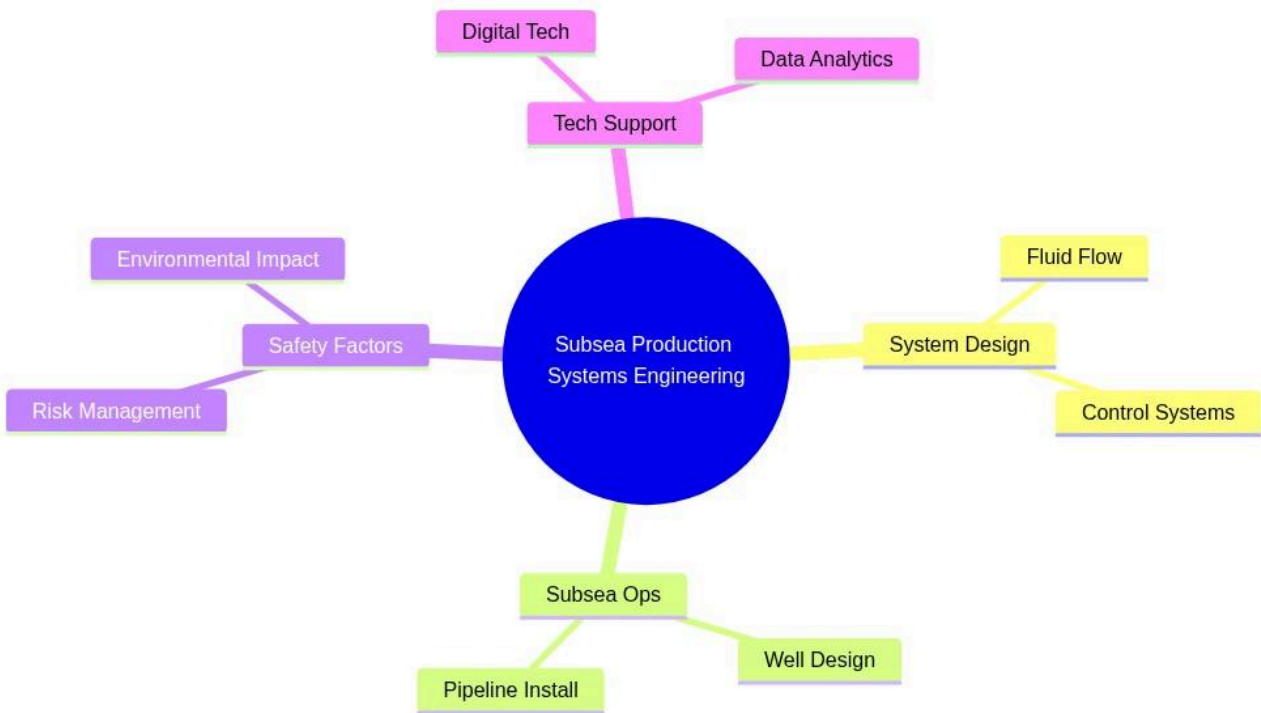 Digital Tech
Data Analytics
Tech Support
Environmental Impact
Fluid Flow
Safety Factors
Subsea Production
Systems Engineering
System Design
Risk Management
Control Systems
Subsea Ops
Well Design
Pipeline Install